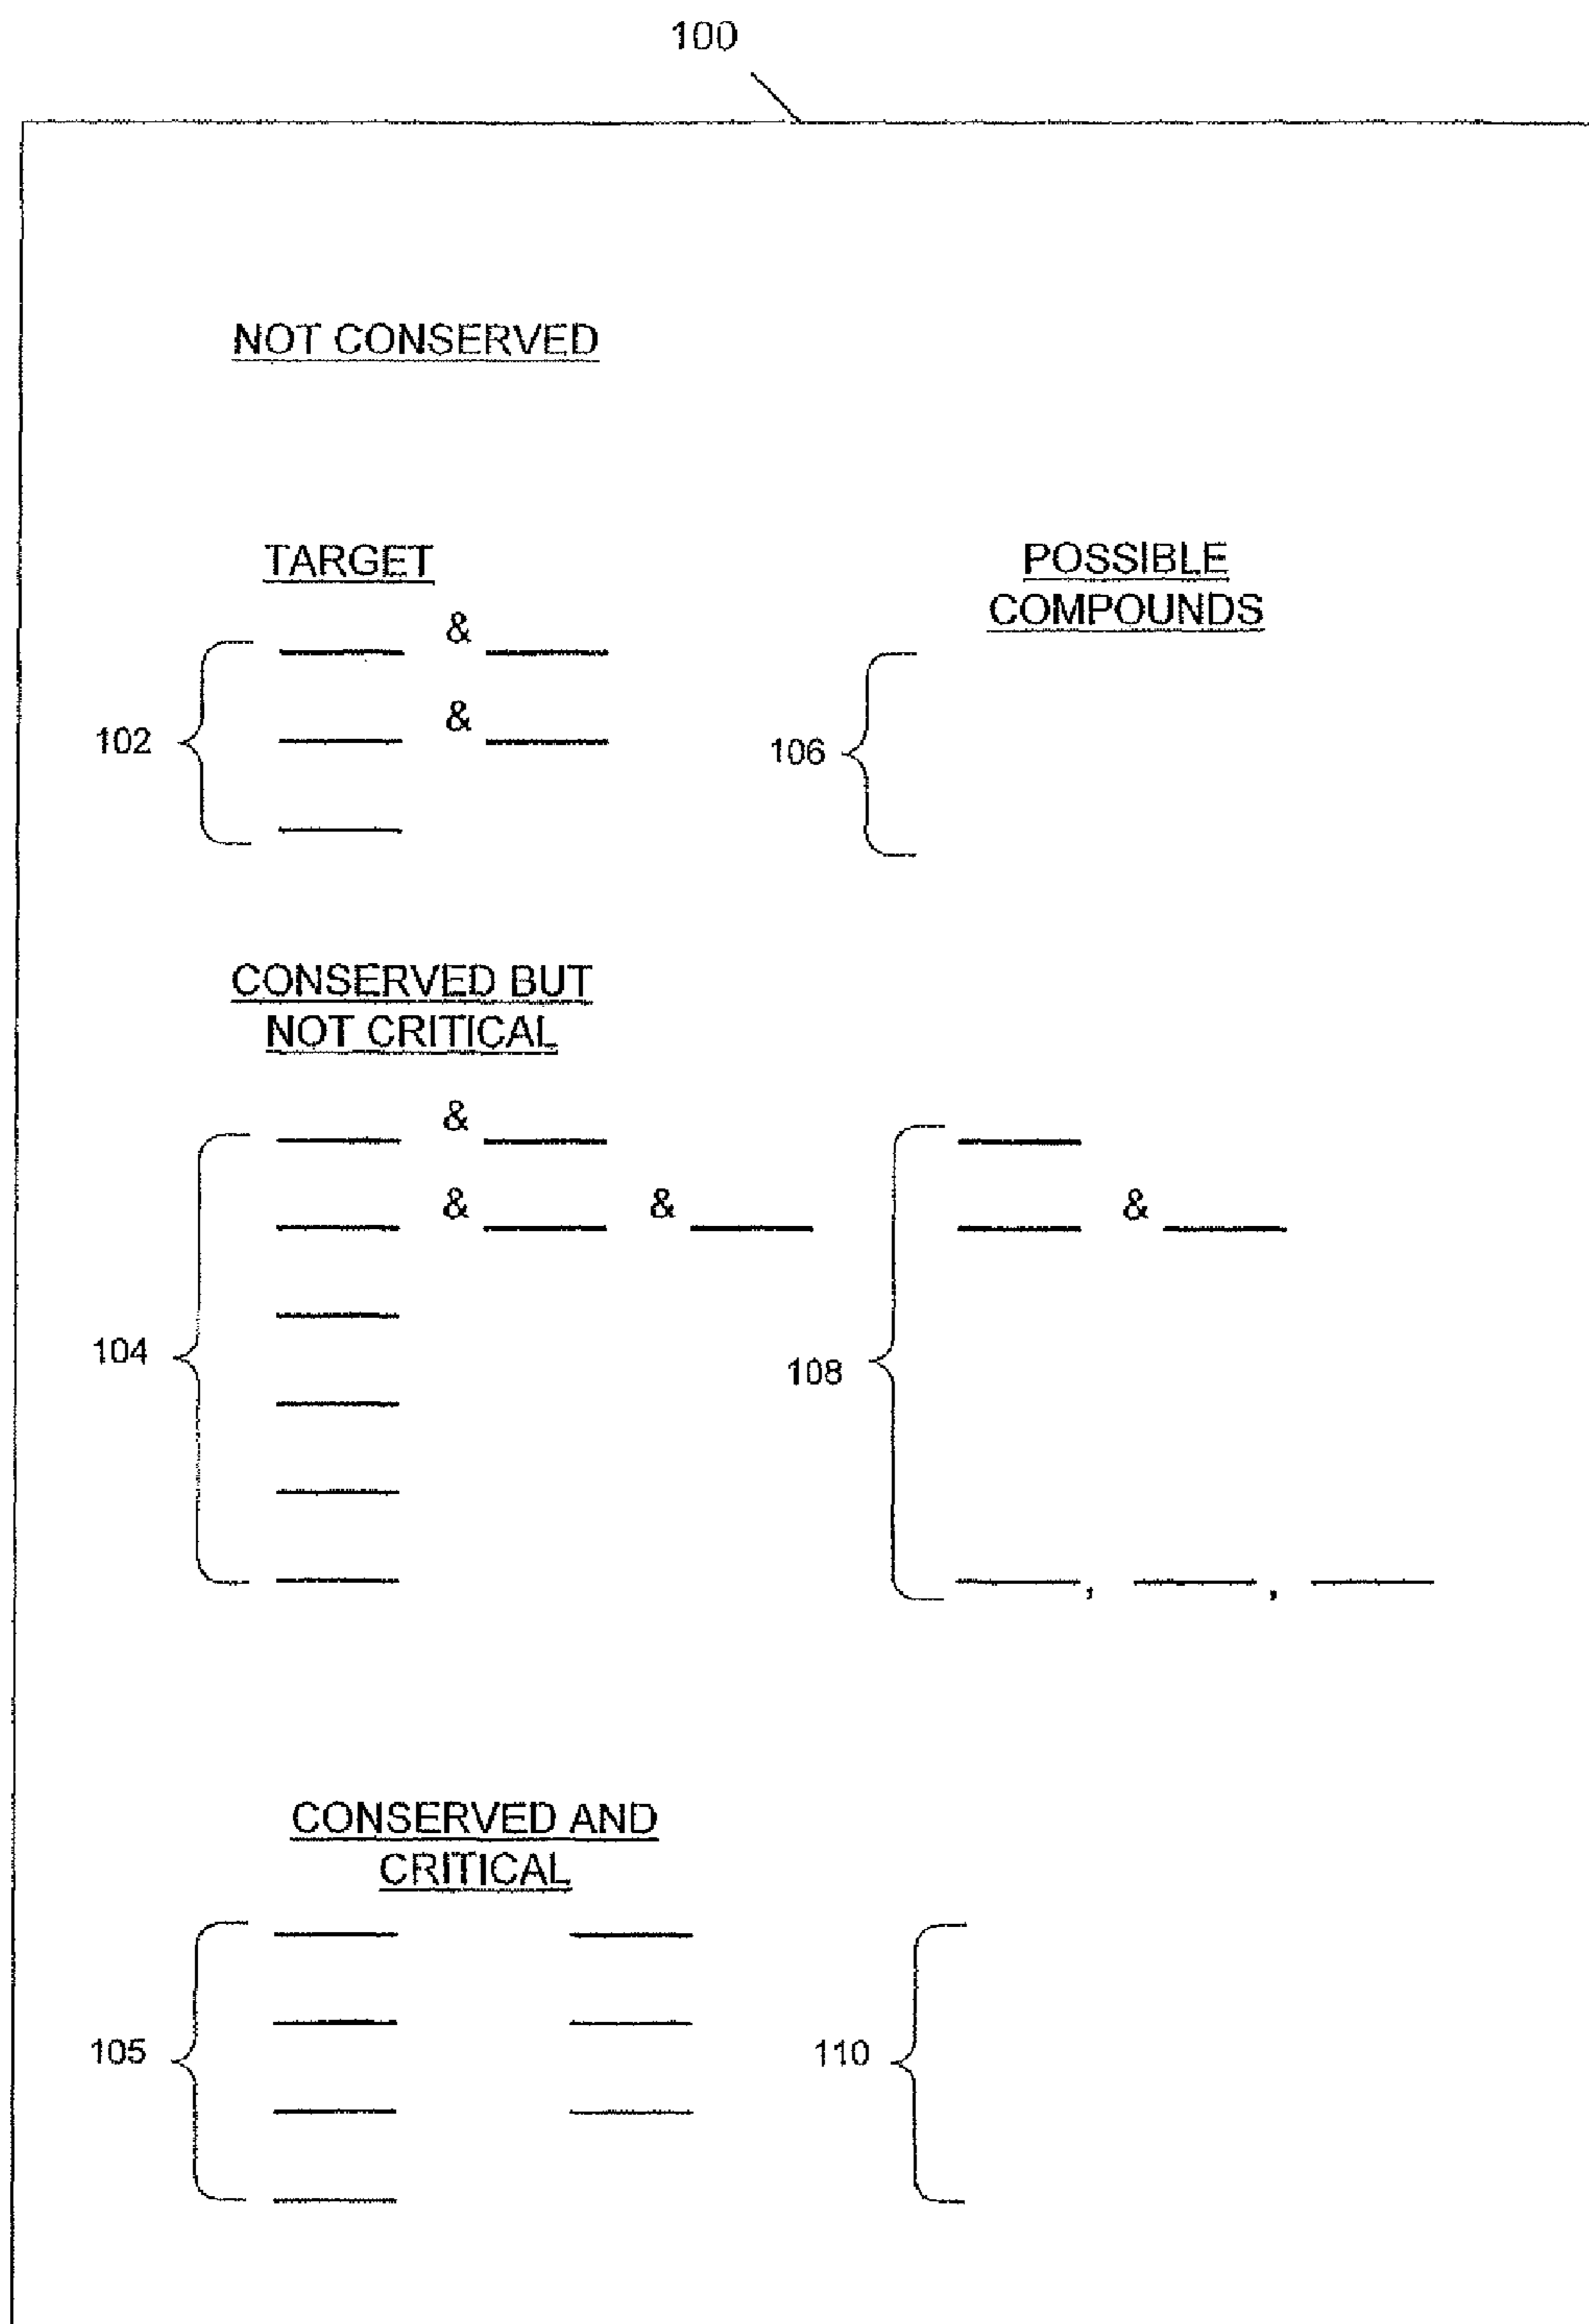 100
NOT CONSERVED
TARGET
POSSIBLE
COMPOUNDS
&
102
&
106
CONSERVED BUT
NOT CRITICAL
&
& & &
104
108
, ,
CONSERVED AND
CRITICAL
105
110